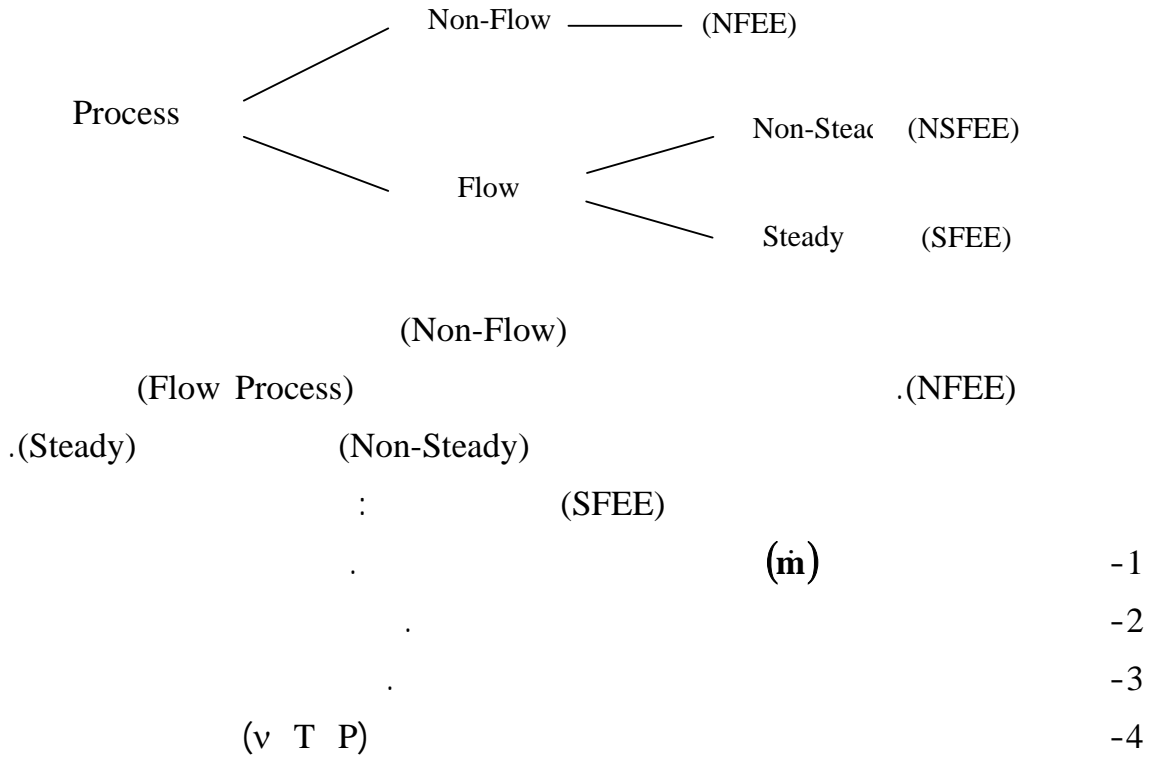 Non-Flow (NFEE)
Process
Non-Stead (NSFEE)
Flow
Steady (SFEE)
(Non-Flow)
(Flow Process) .(NFEE)
.(Steady) (Non-Steady)
: (SFEE)
. (ṁ) -1
. -2
. -3
(ν T P) -4